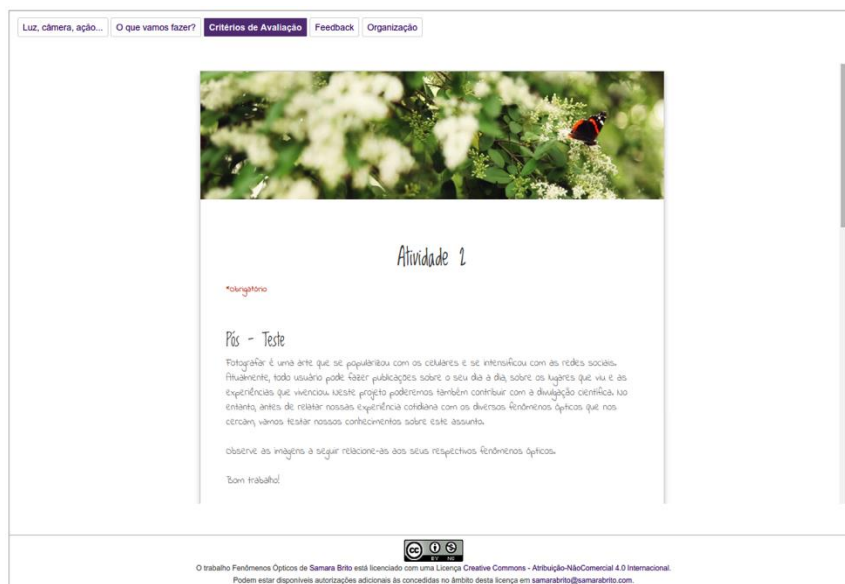 Luz, câmera, ação... O que vamos fazer? Critérios de Avaliação Feedback Organização
Atividade 2
*Obrigatório
Pós - Teste
Fotografar é uma arte que se popularizou com os celulares e se intensificou com as redes sociais.
Atualmente, todo usuário pode fazer publicações sobre o seu dia a dia, sobre os lugares que viu e as
experiências que vivenciou. Neste projeto poderemos também contribuir com a divulgação científica. No
entanto, antes de relatar nossas experiência cotidiana com os diversos fenômenos ópticos que nos
cercam, vamos testar nossos conhecimentos sobre este assunto.
Observe as imagens a seguir relacione-as aos seus respectivos fenômenos ópticos.
Bom trabalho!
cc BY NC
O trabalho Fenômenos Ópticos de Samara Brito está licenciado com uma Licença Creative Commons - Atribuição-NãoComercial 4.0 Internacional.
Podem estar disponíveis autorizações adicionais às concedidas no âmbito desta licença em samarabrito@samarabrito.com.